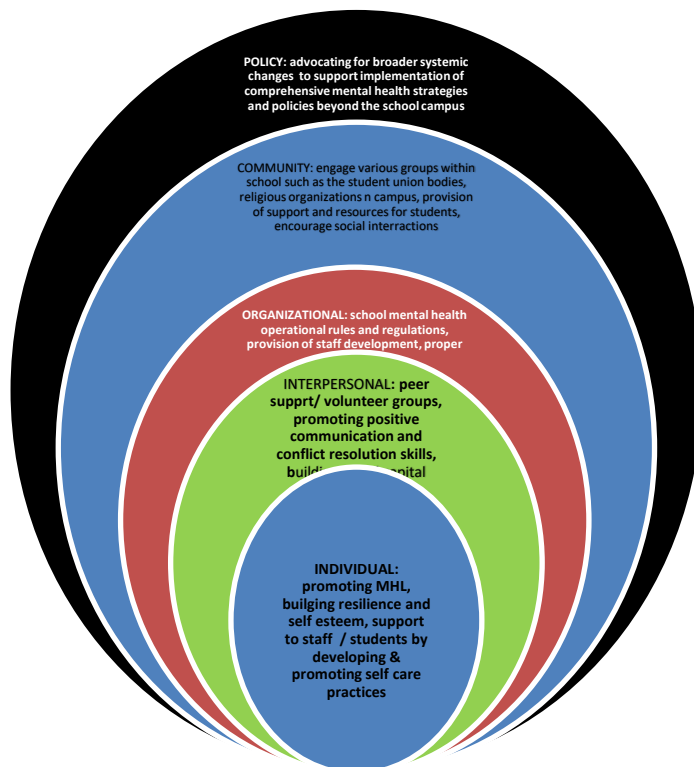 POLICY: advocating for broader systemic
changes to support implementation of
comprehensive mental health strategies
and policies beyond the school campus
COMMUNITY: engage various groups within
school such as the student union bodies,
religious organizations n campus, provision
of support and resources for students,
encourage social interractions
ORGANIZATIONAL: school mental health
operational rules and regulations,
provision of staff development, proper
INTERPERSONAL: peer
supprt/ volunteer groups,
promoting positive
communication and
conflict resolution skills,
INDIVIDUAL:
promoting MHL,
builging resilience and
self esteem, support
to staff / students by
developing &
promoting self care
practices